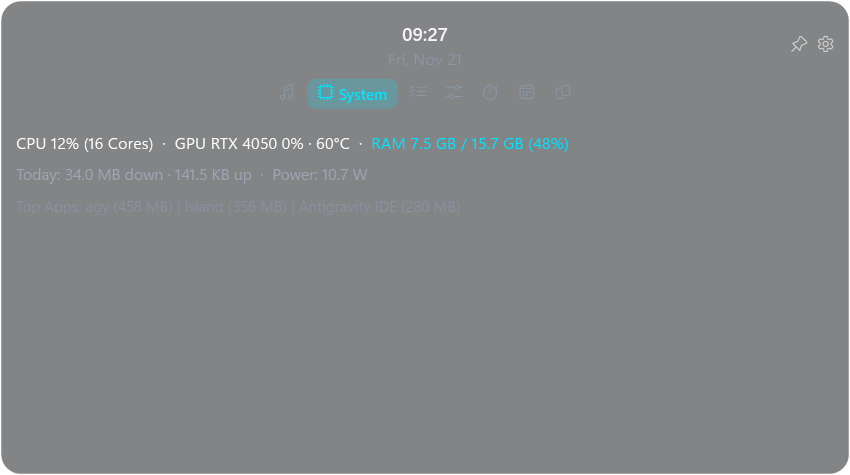 09:27
Fri, Nov 21
System
CPU 12% (16 Cores) · GPU RTX 4050 0% · 60°C · RAM 7.5 GB / 15.7 GB (48%)
Today: 34.0 MB down · 141.5 KB up · Power: 10.7 W
Top Apps: agy (458 MB) | Island (356 MB) | Antigravity IDE (280 MB)